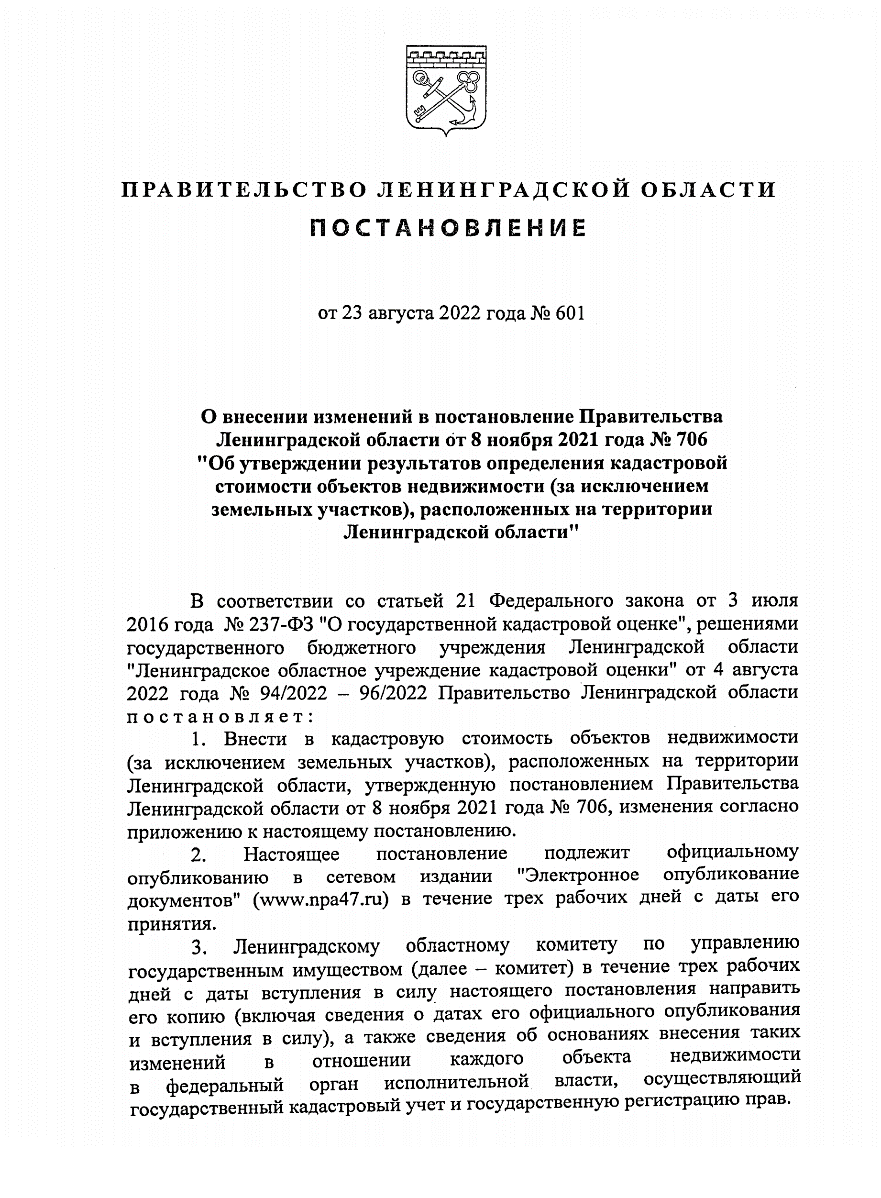 ПРАВИТЕЛЬСТВО ЛЕНИНГРАДСКОЙ ОБЛАСТИ
ПОСТАНОВЛЕНИЕ
от 23 августа 2022 года № 601
О внесении изменений в постановление Правительства
Ленинградской области от 8 ноября 2021 года № 706
"Об утверждении результатов определения кадастровой
стоимости объектов недвижимости (за исключением
земельных участков), расположенных на территории
Ленинградской области"
В соответствии со статьей 21 Федерального закона от 3 июля
2016 года № 237-ФЗ "О государственной кадастровой оценке", решениями
государственного бюджетного учреждения Ленинградской области
"Ленинградское областное учреждение кадастровой оценки" от 4 августа
2022 года № 94/2022 – 96/2022 Правительство Ленинградской области
п о с т а н о в л я е т :
1. Внести в кадастровую стоимость объектов недвижимости
(за исключением земельных участков), расположенных на территории
Ленинградской области, утвержденную постановлением Правительства
Ленинградской области от 8 ноября 2021 года № 706, изменения согласно
приложению к настоящему постановлению.
2. Настоящее постановление подлежит официальному
опубликованию в сетевом издании "Электронное опубликование
документов" (www.npa47.ru) в течение трех рабочих дней с даты его
принятия.
3. Ленинградскому областному комитету по управлению
государственным имуществом (далее – комитет) в течение трех рабочих
дней с даты вступления в силу настоящего постановления направить
его копию (включая сведения о датах его официального опубликования
и вступления в силу), а также сведения об основаниях внесения таких
изменений в отношении каждого объекта недвижимости
в федеральный орган исполнительной власти, осуществляющий
государственный кадастровый учет и государственную регистрацию прав.